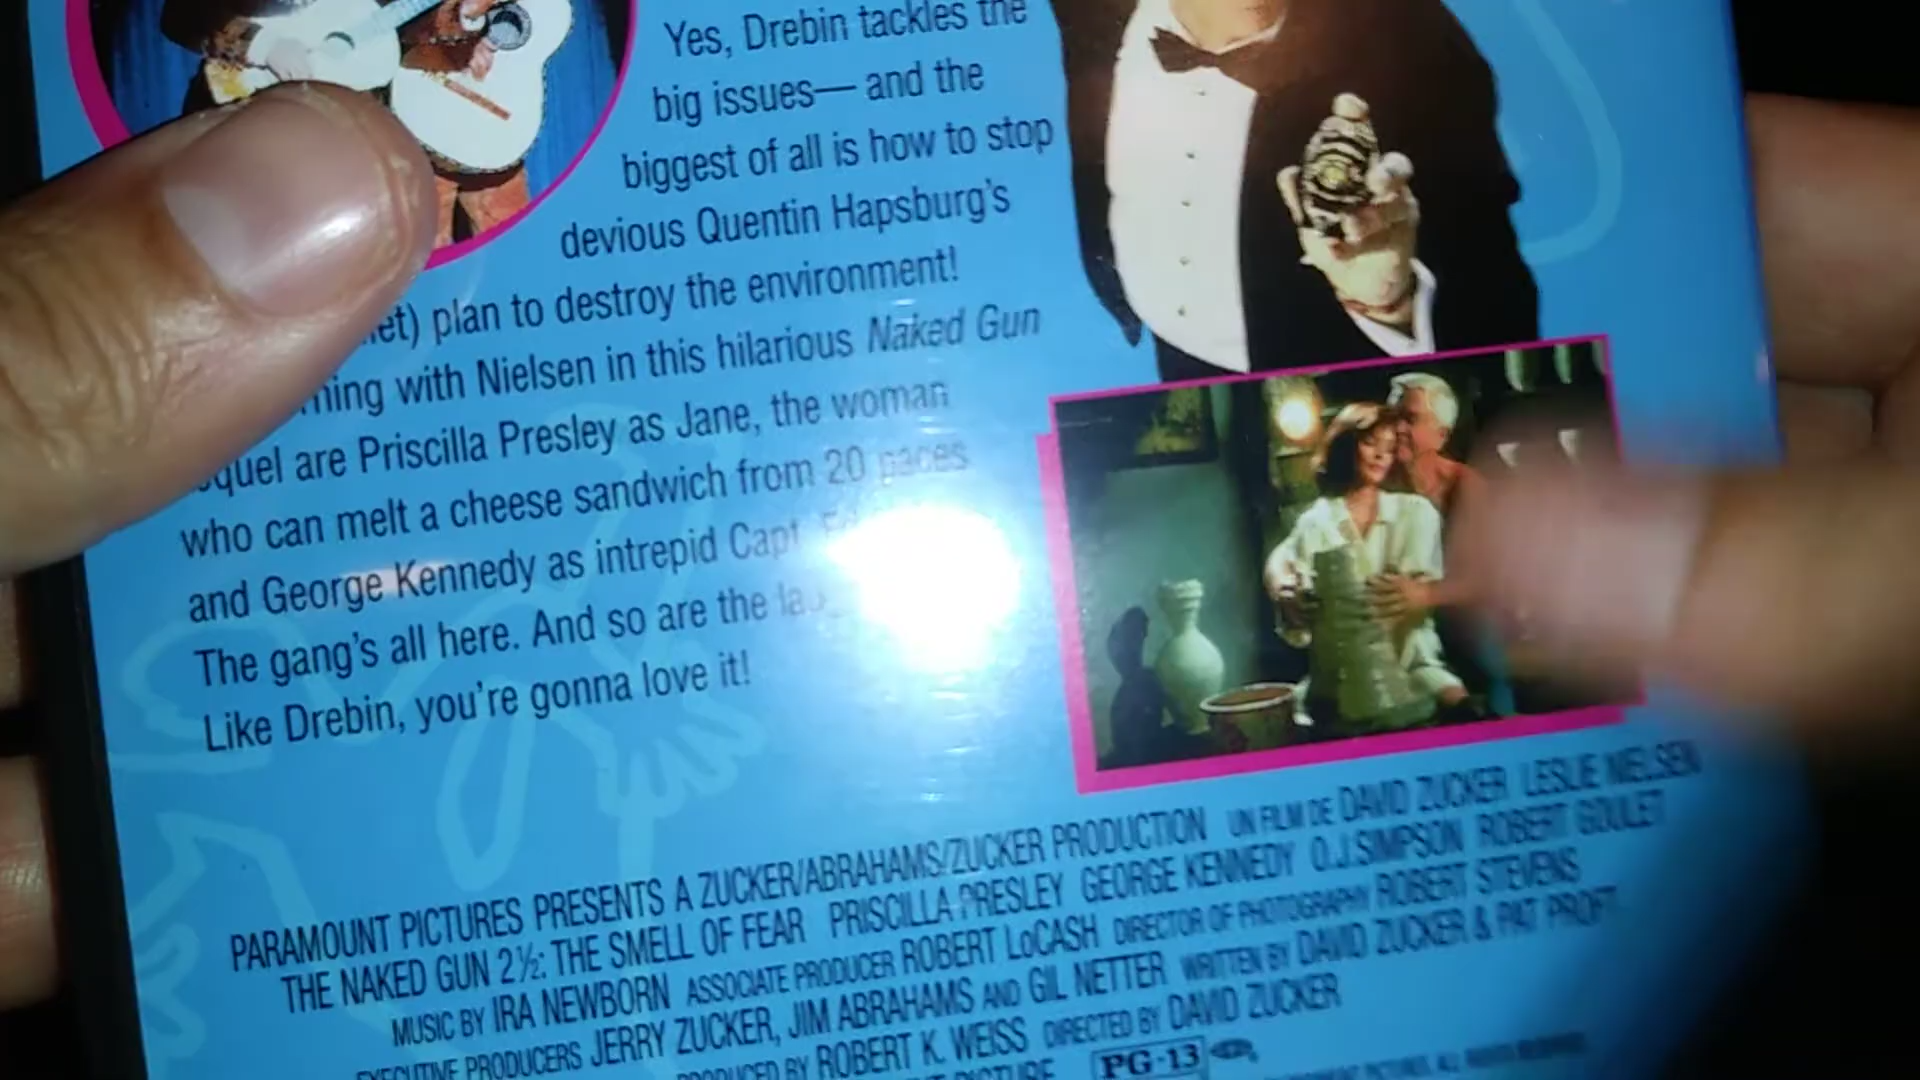 Yes, Drebin tackles the
big issues— and the
biggest of all is how to stop
devious Quentin Hapsburg's
plan to destroy the environment!
with Nielsen in this hilarious Naked Gun
are Priscilla Presley as Jane, the woman
who can melt a cheese sandwich from 20 paces
and George Kennedy as intrepid Capt.
The gang's all here. And so are the
Like Drebin, you're gonna love it!
PARAMOUNT PICTURES PRESENTS A ZUCKER/ABRAHAMS/ZUCKER PRODUCTION UN FILM DE DAVID ZUCKER LESLIE NIELSEN
THE NAKED GUN 2½: THE SMELL OF FEAR PRISCILLA PRESLEY GEORGE KENNEDY O.J. SIMPSON ROBERT GOULET
MUSIC BY IRA NEWBORN ASSOCIATE PRODUCER ROBERT LoCASH DIRECTOR OF PHOTOGRAPHY ROBERT STEVENS
PRODUCERS JERRY ZUCKER, JIM ABRAHAMS AND GIL NETTER WRITTEN BY DAVID ZUCKER & PAT PROFT
PRODUCED BY ROBERT K. WEISS DIRECTED BY DAVID ZUCKER
PICTURE PG-13